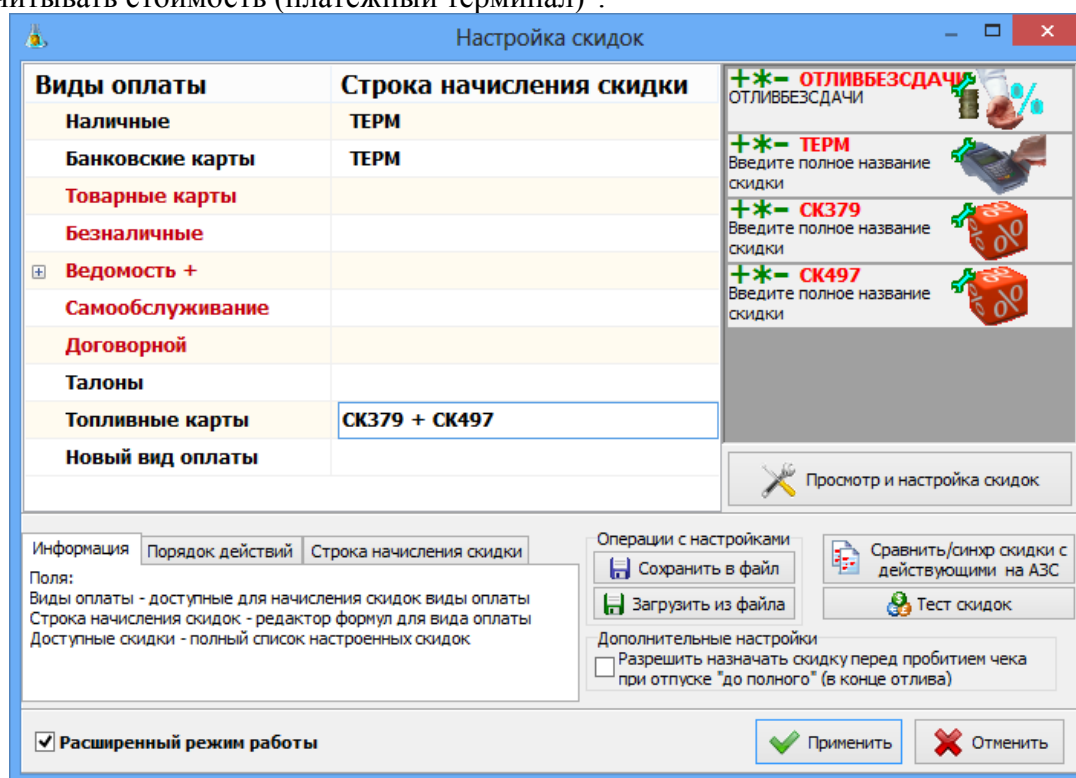 читывать стоимость (платежный терминал)".
Настройка скидок
Виды оплаты Строка начисления скидки
Наличные ТЕРМ
Банковские карты ТЕРМ
Товарные карты
Безналичные
Ведомость +
Самообслуживание
Договорной
Талоны
Топливные карты СК379 + СК497
Новый вид оплаты
+*- ОТЛИВБЕЗСДАЧИ
ОТЛИВБЕЗСДАЧИ
+*- ТЕРМ
Введите полное название
скидки
+*- СК379
Введите полное название
скидки
+*- СК497
Введите полное название
скидки
Просмотр и настройка скидок
Информация Порядок действий Строка начисления скидки
Поля:
Виды оплаты - доступные для начисления скидок виды оплаты
Строка начисления скидок - редактор формул для вида оплаты
Доступные скидки - полный список настроенных скидок
Операции с настройками
Сохранить в файл
Загрузить из файла
Сравнить/синхр скидки с
действующими на АЗС
Тест скидок
Дополнительные настройки
Разрешить назначать скидку перед пробитием чека
при отпуске "до полного" (в конце отлива)
Расширенный режим работы
Применить
Отменить